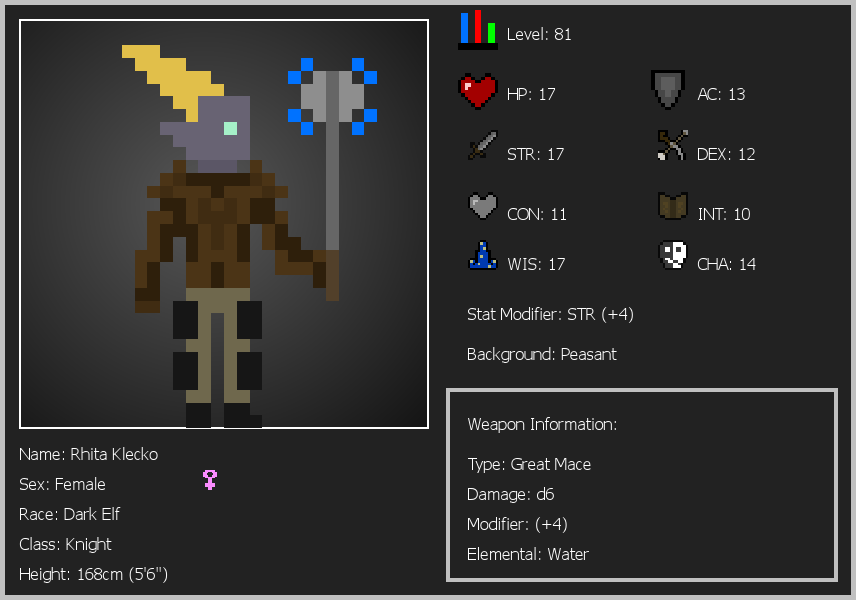 Level: 81
HP: 17
AC: 13
STR: 17
DEX: 12
CON: 11
INT: 10
WIS: 17
CHA: 14
Stat Modifier: STR (+4)
Background: Peasant
Weapon Information:
Type: Great Mace
Damage: d6
Modifier: (+4)
Elemental: Water
Name: Rhita Klecko
Sex: Female
Race: Dark Elf
Class: Knight
Height: 168cm (5'6")